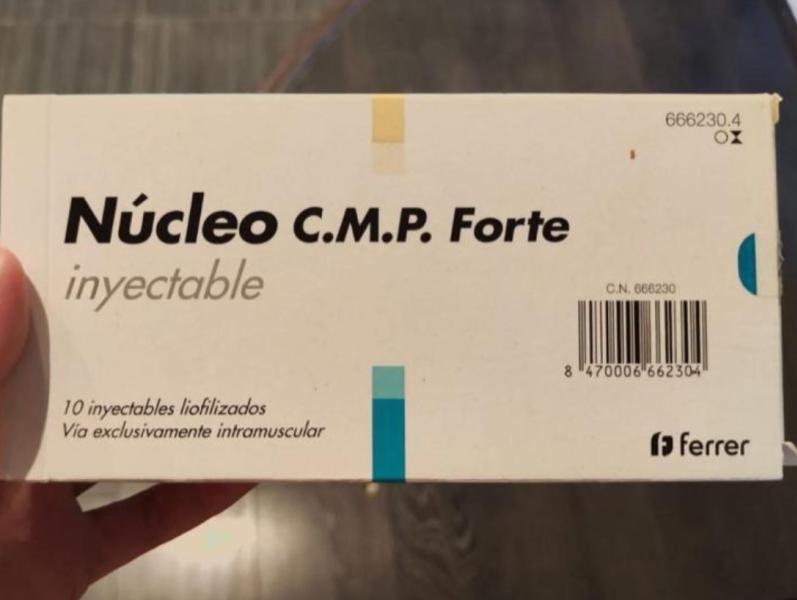 666230.4
Núcleo C.M.P. Forte
inyectable
C.N. 666230
8 470006 662304
10 inyectables liofilizados
Vía exclusivamente intramuscular
ferrer